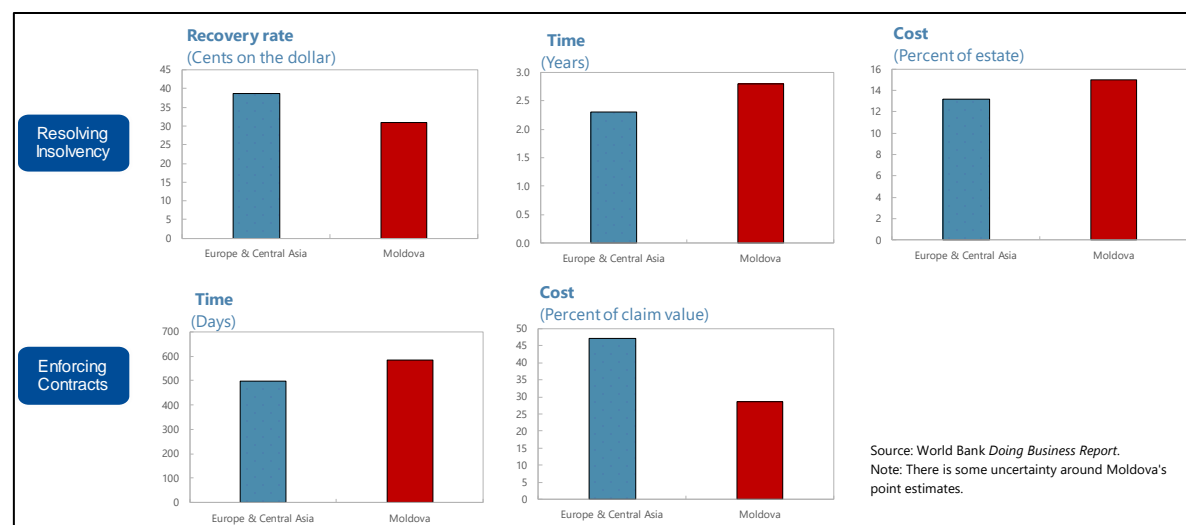 Recovery rate
(Cents on the dollar)
45
40
35
30
25
20
15
10
5
0
Europe & Central Asia
Moldova
Time
(Years)
3.0
2.5
2.0
1.5
1.0
0.5
0.0
Europe & Central Asia
Moldova
Cost
(Percent of estate)
16
14
12
10
8
6
4
2
0
Europe & Central Asia
Moldova
Resolving
Insolvency
Time
(Days)
700
600
500
400
300
200
100
0
Europe & Central Asia
Moldova
Cost
(Percent of claim value)
50
45
40
35
30
25
20
15
10
5
0
Europe & Central Asia
Moldova
Enforcing
Contracts
Source: World Bank Doing Business Report.
Note: There is some uncertainty around Moldova's
point estimates.